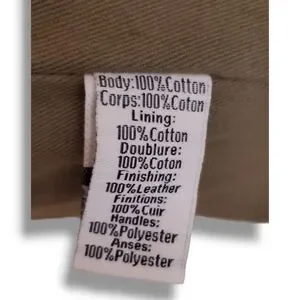 Body:100%Cotton
Corps:100%Coton
Lining:
100%Cotton
Doublure:
100%Coton
Finishing:
100%Leather
Finitions:
100%Cuir
Handles:
100%Polyester
Anses:
100%Polyester